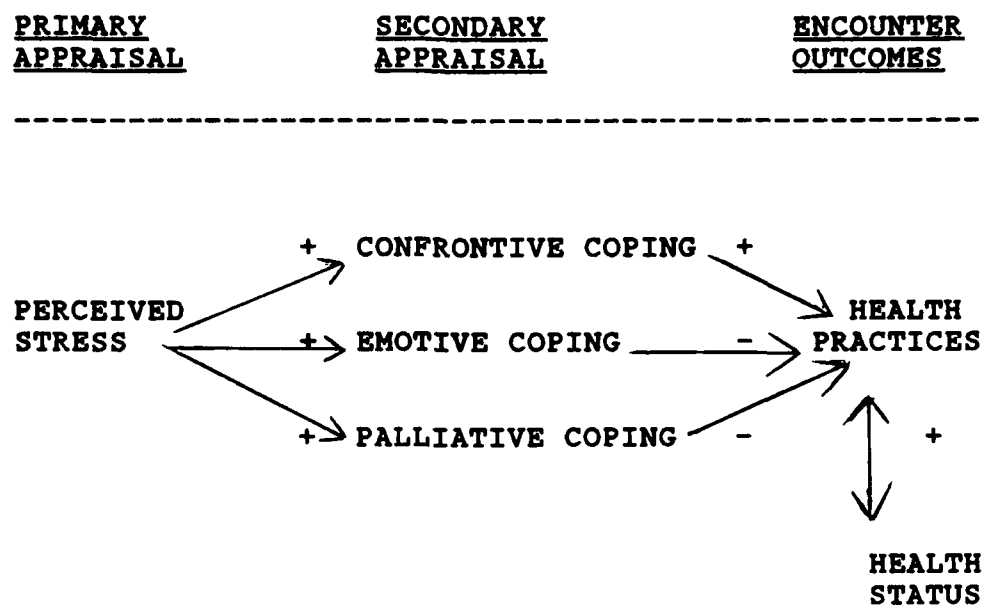 PRIMARY SECONDARY ENCOUNTER
APPRAISAL APPRAISAL OUTCOMES
+ CONFRONTIVE COPING +
PERCEIVED HEALTH
STRESS + EMOTIVE COPING - PRACTICES
+ PALLIATIVE COPING - +
HEALTH
STATUS